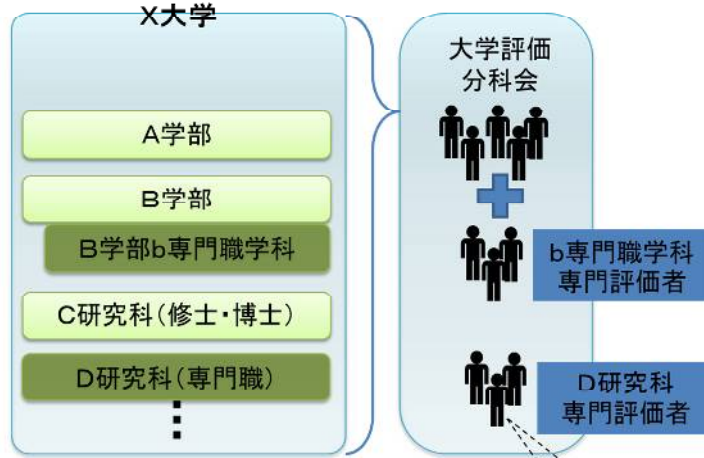 X大学
A学部
B学部
B学部b専門職学科
C研究科(修士・博士)
D研究科(専門職)
大学評価
分科会
b専門職学科
専門評価者
D研究科
専門評価者